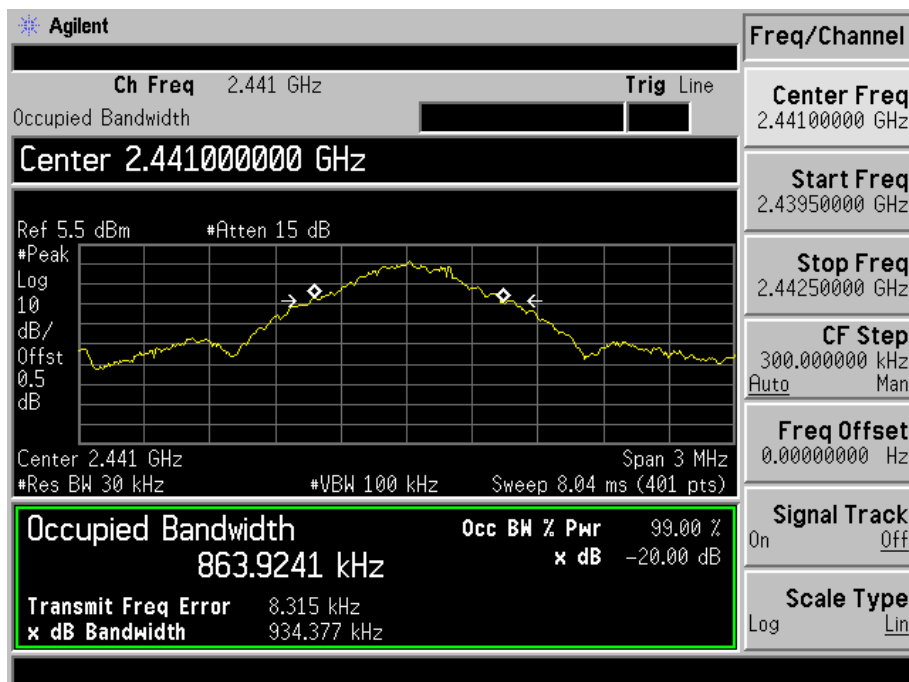 Agilent
Freq/Channel
Ch Freq 2.441 GHz Trig Line
Occupied Bandwidth
Center 2.441000000 GHz
Ref 5.5 dBm #Atten 15 dB
#Peak
Log
10
dB/
Offst
0.5
dB
Center 2.441 GHz Span 3 MHz
#Res BW 30 kHz #VBW 100 kHz Sweep 8.04 ms (401 pts)
Occupied Bandwidth Occ BW % Pwr 99.00 %
863.9241 kHz x dB -20.00 dB
Transmit Freq Error 8.315 kHz
x dB Bandwidth 934.377 kHz
Center Freq
2.44100000 GHz
Start Freq
2.43950000 GHz
Stop Freq
2.44250000 GHz
CF Step
300.000000 kHz
Auto Man
Freq Offset
0.00000000 Hz
Signal Track
On Off
Scale Type
Log Lin